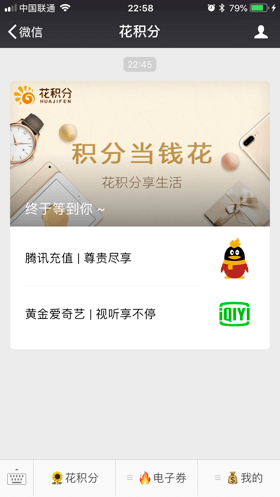 中国联通 22:58 79%
微信 花积分
22:45
花积分
HUAJIFEN
积分当钱花
花积分享生活
终于等到你 ~
腾讯充值 | 尊贵尽享
黄金爱奇艺 | 视听享不停
iQIYI
花积分 电子券 我的